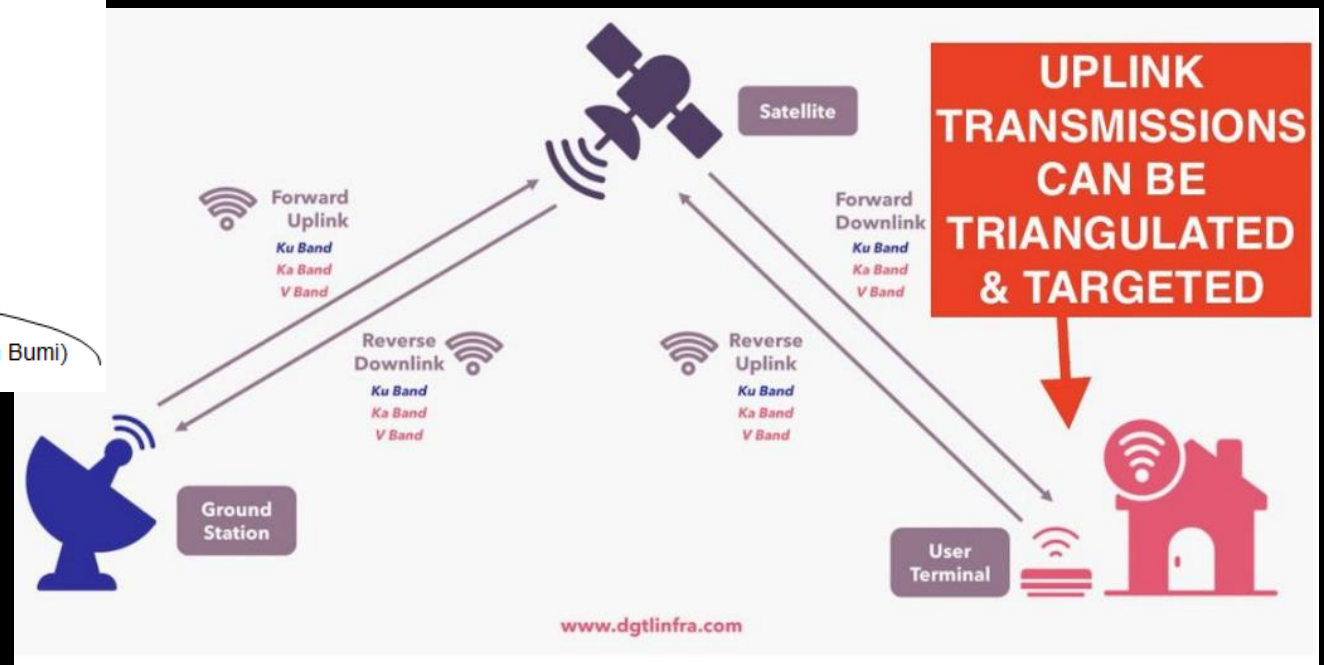 Bumi)
Satellite
UPLINK
TRANSMISSIONS
CAN BE
TRIANGULATED
& TARGETED
Forward
Uplink
Ku Band
Ka Band
V Band
Forward
Downlink
Ku Band
Ka Band
V Band
Reverse
Downlink
Ku Band
Ka Band
V Band
Reverse
Uplink
Ku Band
Ka Band
V Band
Ground
Station
User
Terminal
www.dgtlinfra.com